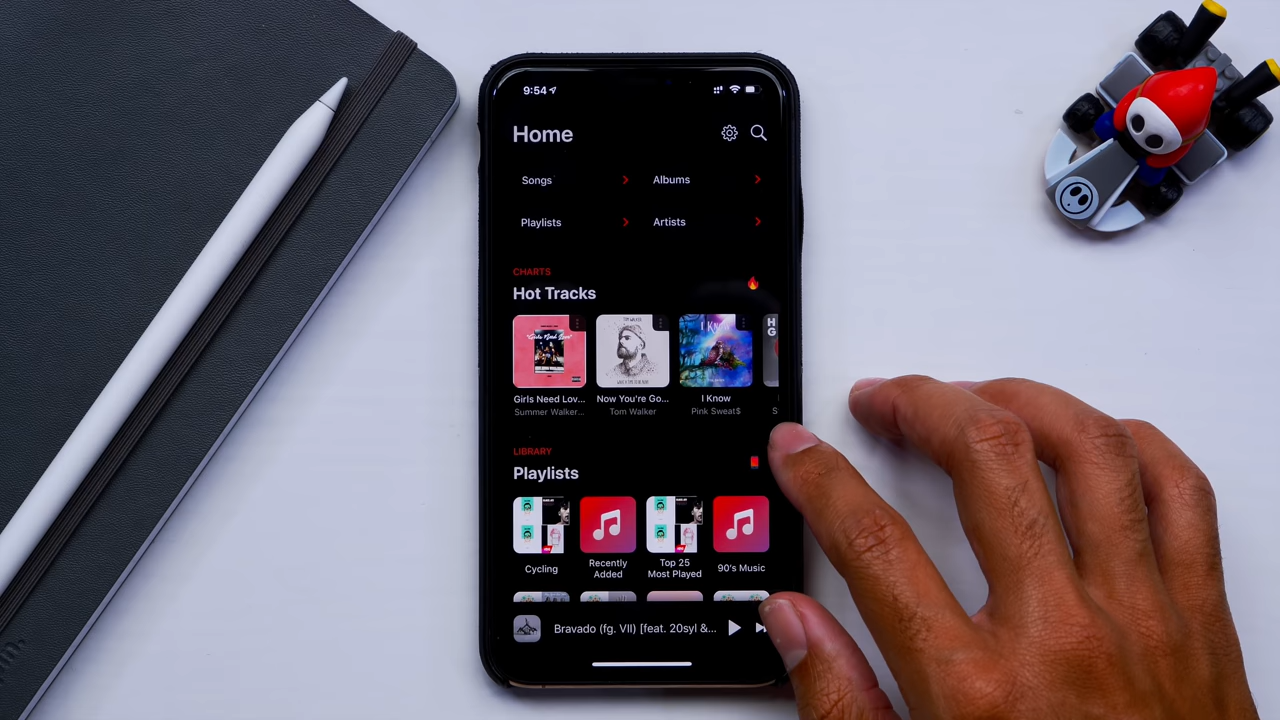 9:54
Home
Songs
Albums
Playlists
Artists
CHARTS
Hot Tracks
Girls Need Lov...
Now You're Go...
I Know
Summer Walker...
Tom Walker
Pink Sweat$
LIBRARY
Playlists
Cycling
Recently
Added
Top 25
Most Played
90's Music
Bravado (fg. VII) [feat. 20syl &...